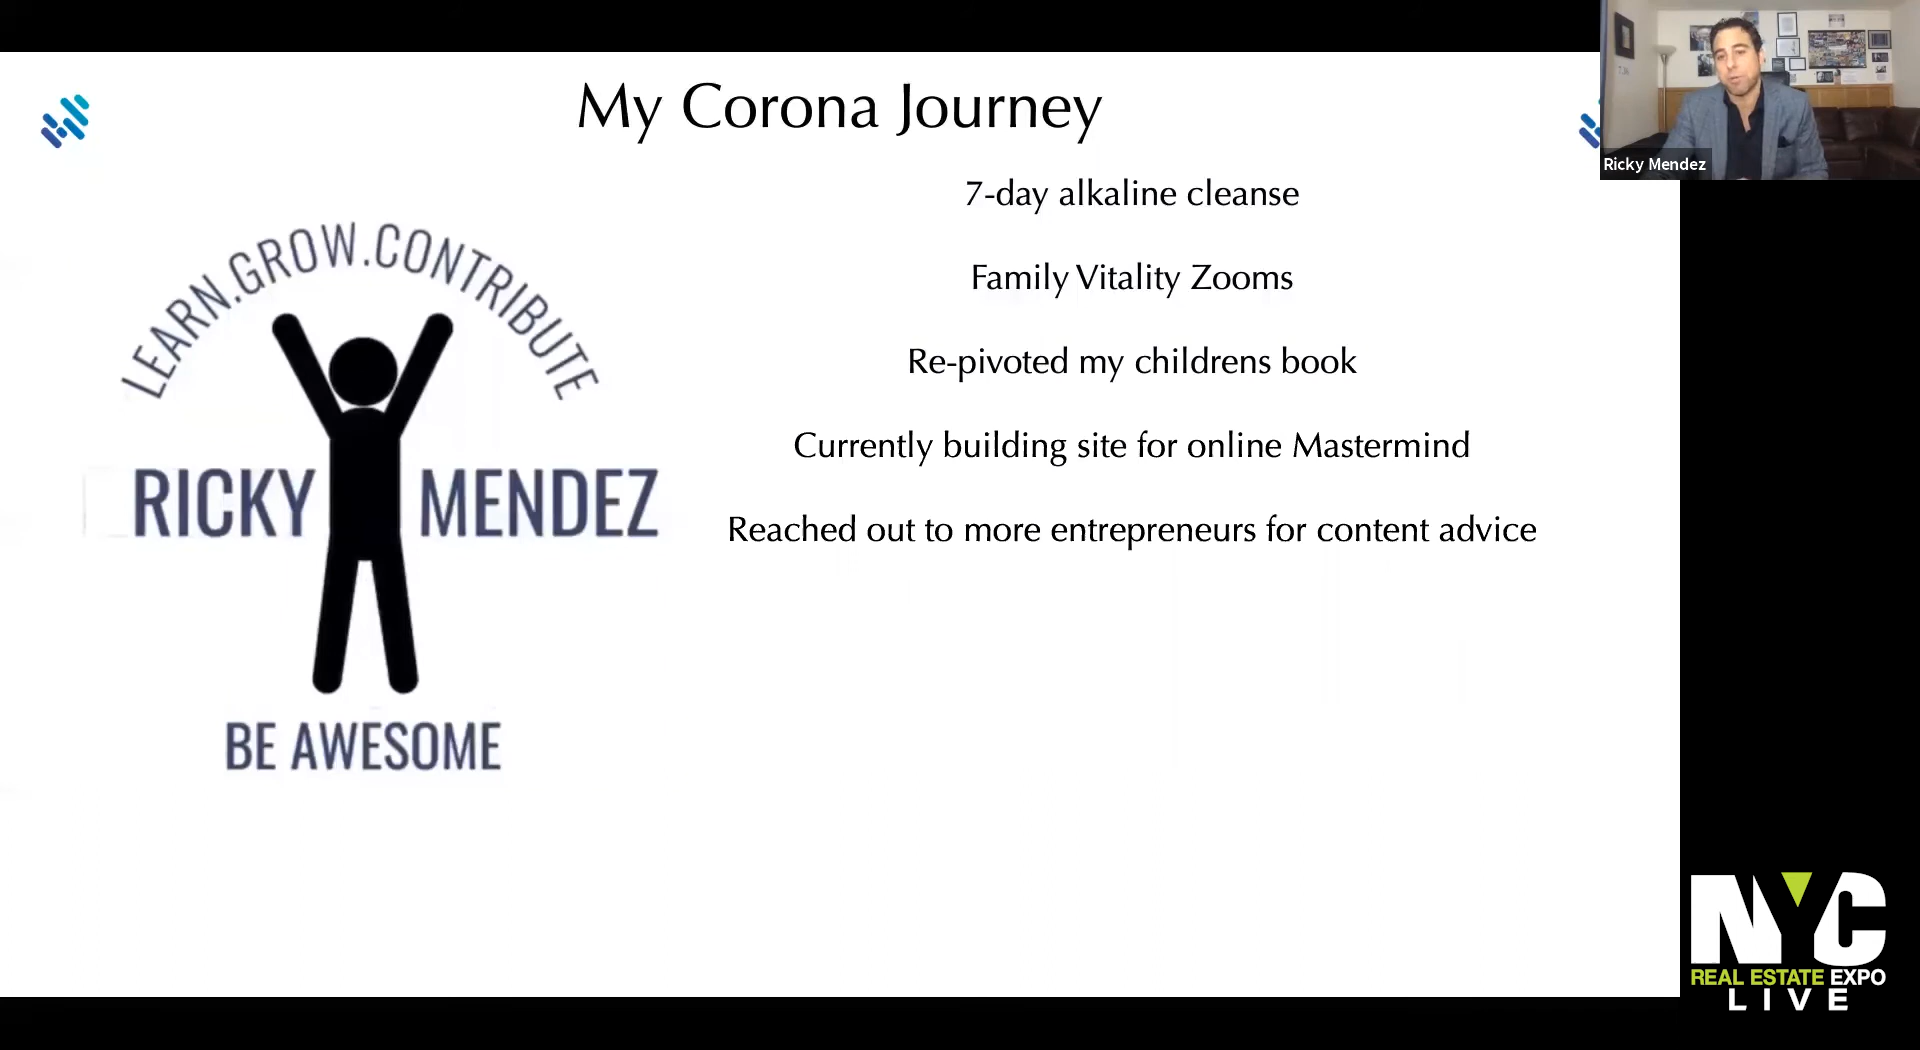 My Corona Journey
Ricky Mendez
7-day alkaline cleanse
Family Vitality Zooms
Re-pivoted my childrens book
Currently building site for online Mastermind
Reached out to more entrepreneurs for content advice
LEARN.GROW.CONTRIBUTE
RICKY MENDEZ
BE AWESOME
NYC
REAL ESTATE EXPO
LIVE